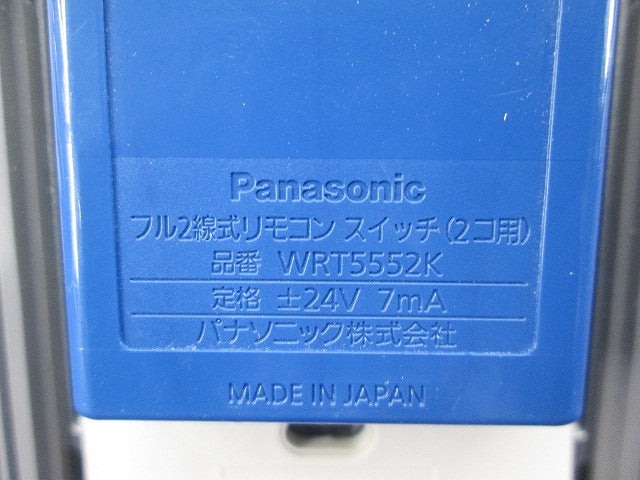 Panasonic
フル2線式リモコン スイッチ(2コ用)
品番 WRT5552K
定格 ±24V 7mA
パナソニック株式会社
MADE IN JAPAN